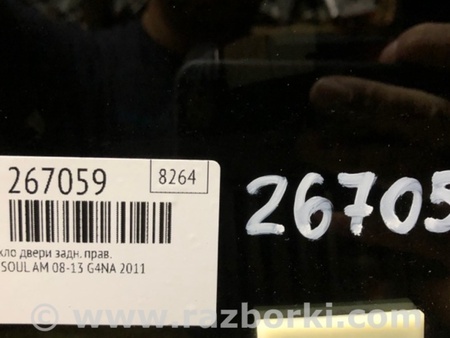 267059
8264
26705
кло двери задн. прав.
SOUL AM 08-13 G4NA 2011
© www.razborki.com